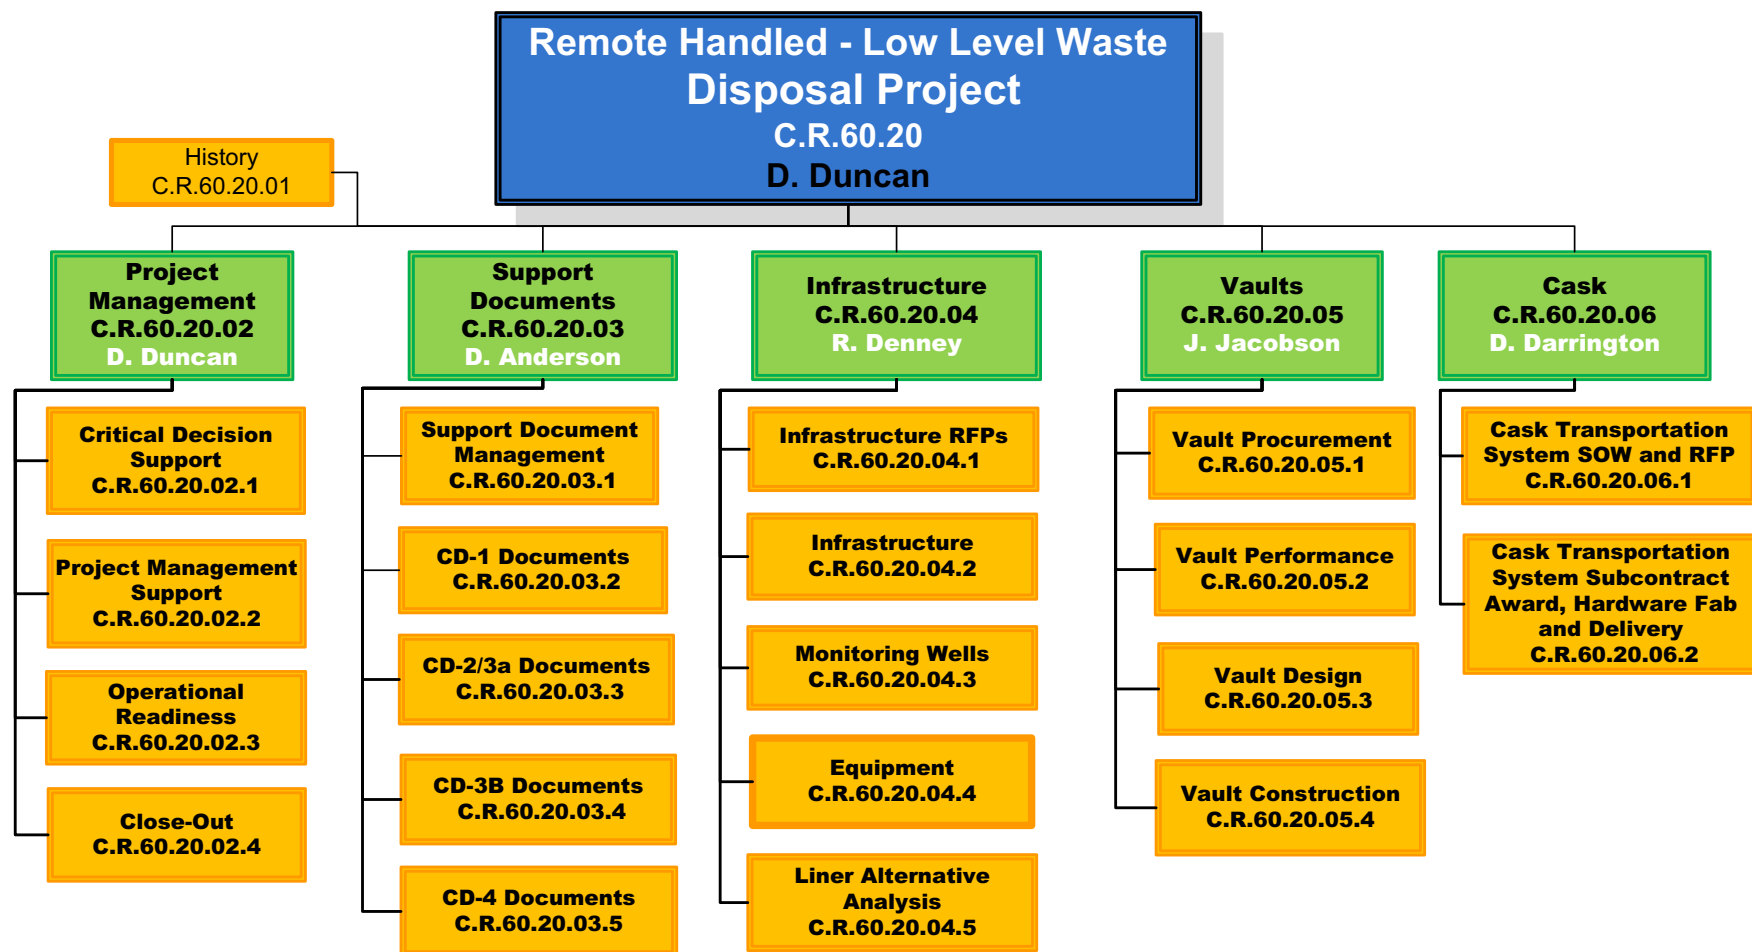 Remote Handled - Low Level Waste
Disposal Project
C.R.60.20
D. Duncan
History
C.R.60.20.01
Project
Management
C.R.60.20.02
D. Duncan
Critical Decision
Support
C.R.60.20.02.1
Project Management
Support
C.R.60.20.02.2
Operational
Readiness
C.R.60.20.02.3
Close-Out
C.R.60.20.02.4
Support
Documents
C.R.60.20.03
D. Anderson
Support Document
Management
C.R.60.20.03.1
CD-1 Documents
C.R.60.20.03.2
CD-2/3a Documents
C.R.60.20.03.3
CD-3B Documents
C.R.60.20.03.4
CD-4 Documents
C.R.60.20.03.5
Infrastructure
C.R.60.20.04
R. Denney
Infrastructure RFPs
C.R.60.20.04.1
Infrastructure
C.R.60.20.04.2
Monitoring Wells
C.R.60.20.04.3
Equipment
C.R.60.20.04.4
Liner Alternative
Analysis
C.R.60.20.04.5
Vaults
C.R.60.20.05
J. Jacobson
Vault Procurement
C.R.60.20.05.1
Vault Performance
C.R.60.20.05.2
Vault Design
C.R.60.20.05.3
Vault Construction
C.R.60.20.05.4
Cask
C.R.60.20.06
D. Darrington
Cask Transportation
System SOW and RFP
C.R.60.20.06.1
Cask Transportation
System Subcontract
Award, Hardware Fab
and Delivery
C.R.60.20.06.2